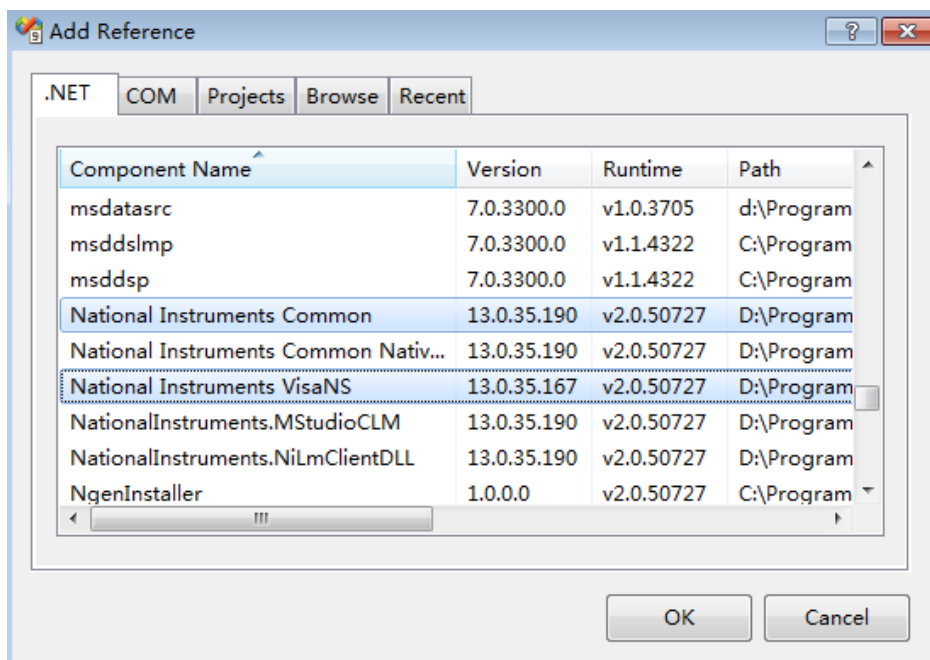 Add Reference
.NET COM Projects Browse Recent
Component Name Version Runtime Path
msdatasrc 7.0.3300.0 v1.0.3705 d:\Program
msddslmp 7.0.3300.0 v1.1.4322 C:\Program
msddsp 7.0.3300.0 v1.1.4322 C:\Program
National Instruments Common 13.0.35.190 v2.0.50727 D:\Program
National Instruments Common Nativ... 13.0.35.190 v2.0.50727 D:\Program
National Instruments VisaNS 13.0.35.167 v2.0.50727 D:\Program
NationalInstruments.MStudioCLM 13.0.35.190 v2.0.50727 D:\Program
NationalInstruments.NiLmClientDLL 13.0.35.190 v2.0.50727 D:\Program
NgenInstaller 1.0.0.0 v2.0.50727 C:\Program
OK Cancel